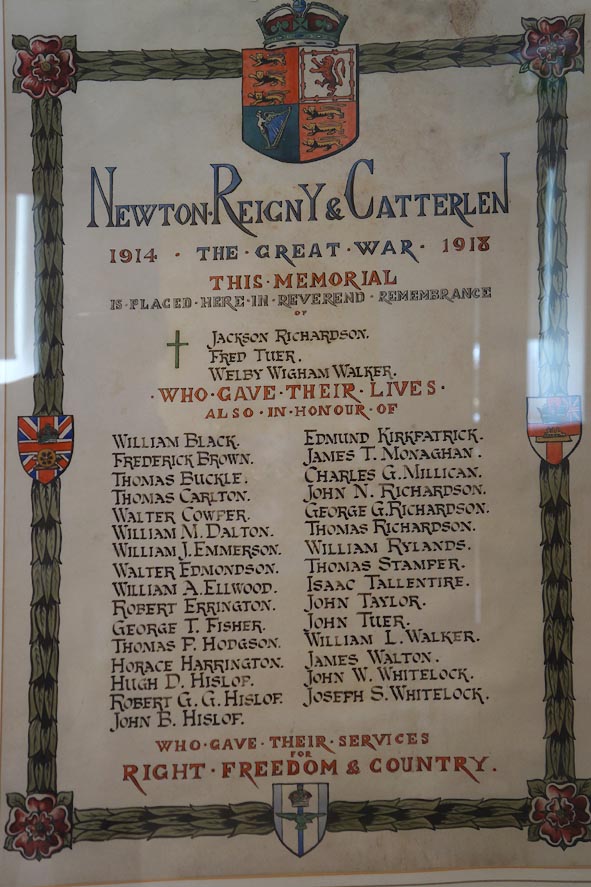 NEWTON·REIGNY & CATTERLEN
1914 · THE · GREAT · WAR · 1918
THIS · MEMORIAL
IS · PLACED · HERE · IN · REVEREND · REMEMBRANCE
OF
JACKSON RICHARDSON.
FRED TUER.
WELBY WIGHAM WALKER.
· WHO · GAVE · THEIR · LIVES ·
ALSO · IN · HONOUR · OF
WILLIAM BLACK.
FREDERICK BROWN.
THOMAS BUCKLE.
THOMAS CARLTON.
WALTER COWPER.
WILLIAM M. DALTON.
WILLIAM J. EMMERSON.
WALTER EDMONDSON.
WILLIAM A. ELLWOOD.
ROBERT ERRINGTON.
GEORGE T. FISHER.
THOMAS P. HODGSON.
HORACE HARRINGTON.
HUGH D. HISLOP.
ROBERT G. G. HISLOP.
JOHN B. HISLOP.
EDMUND KIRKPATRICK.
JAMES T. MONAGHAN.
CHARLES G. MILLICAN.
JOHN N. RICHARDSON.
GEORGE G. RICHARDSON.
THOMAS RICHARDSON.
WILLIAM RYLANDS.
THOMAS STAMPER.
ISAAC TALLENTIRE.
JOHN TAYLOR.
JOHN TUER.
WILLIAM L. WALKER.
JAMES WALTON.
JOHN W. WHITELOCK.
JOSEPH S. WHITELOCK.
WHO · GAVE · THEIR · SERVICES
FOR
RIGHT · FREEDOM & COUNTRY.